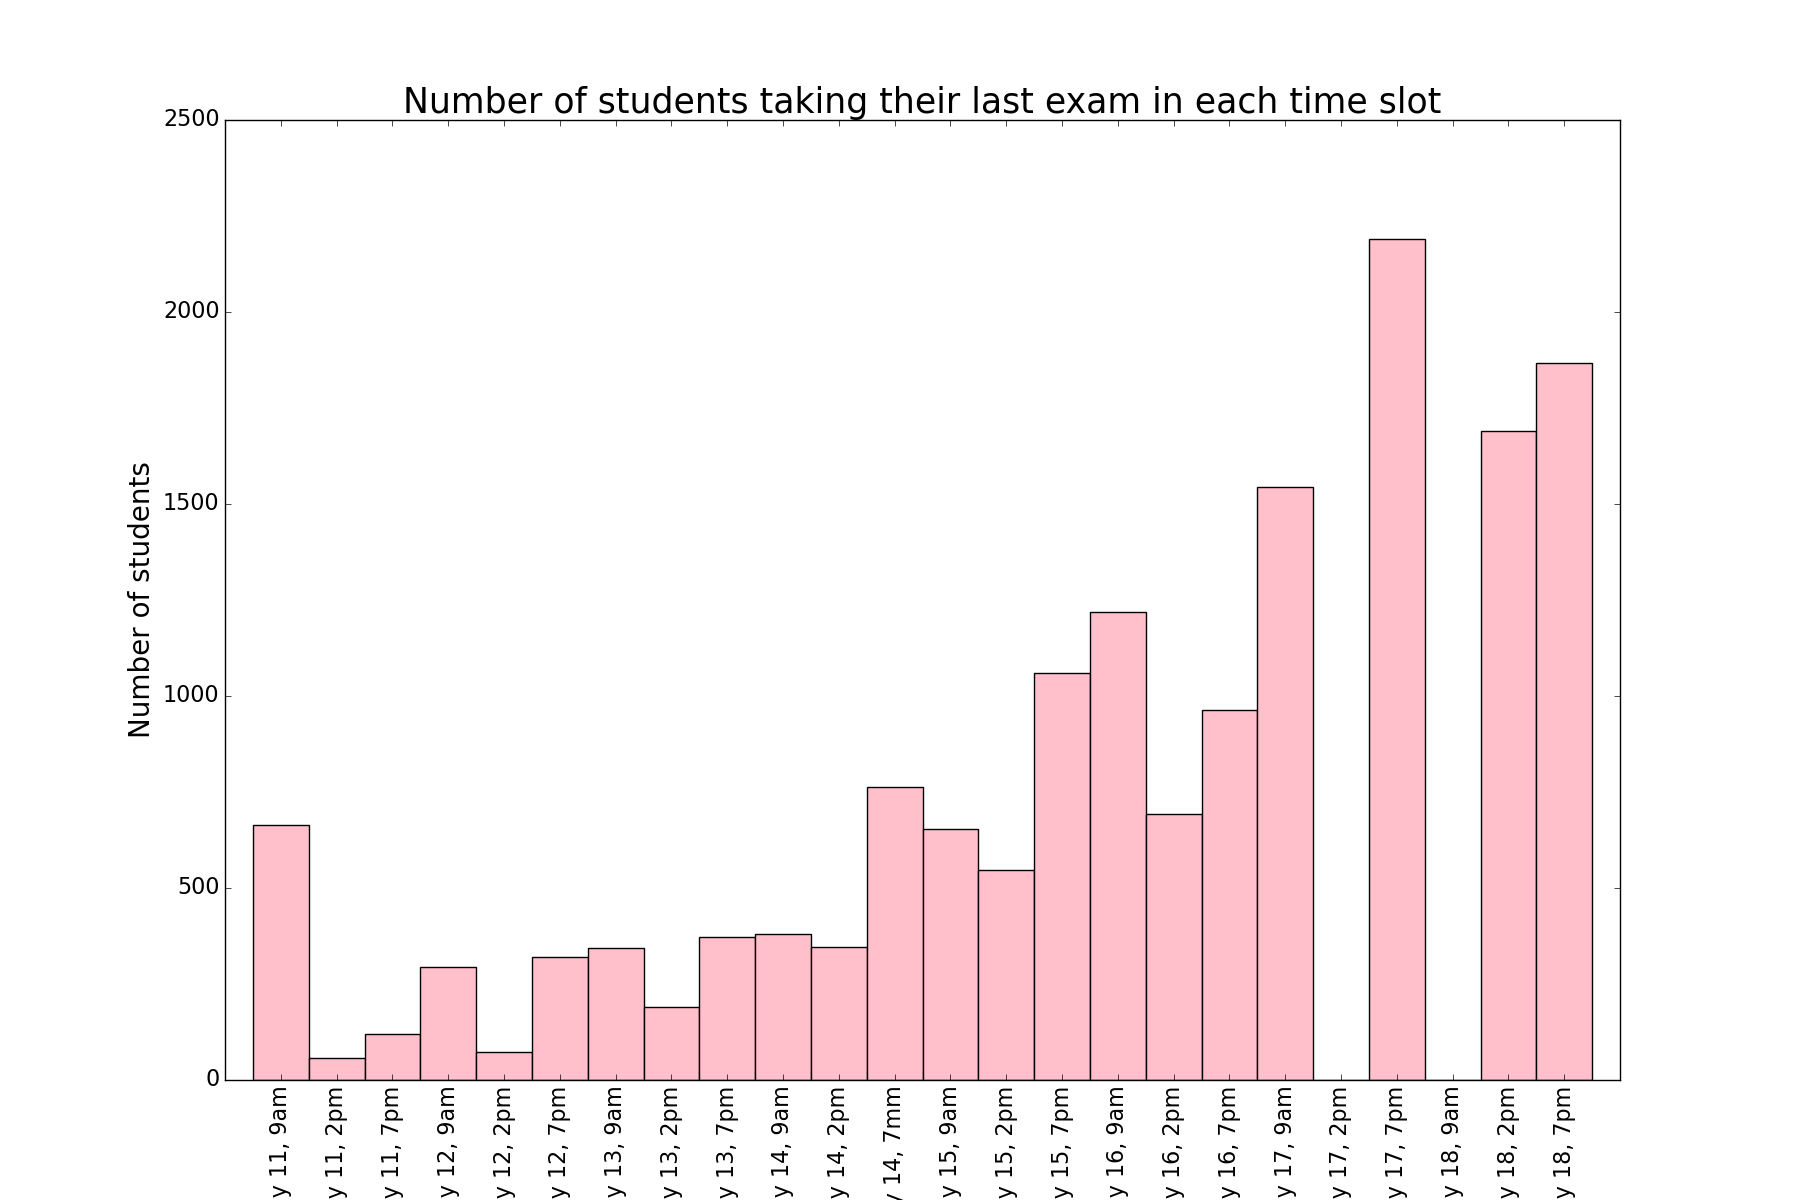 Number of students taking their last exam in each time slot
Number of students
2500
2000
1500
1000
500
0
y 11, 9am
y 11, 2pm
y 11, 7pm
y 12, 9am
y 12, 2pm
y 12, 7pm
y 13, 9am
y 13, 2pm
y 13, 7pm
y 14, 9am
y 14, 2pm
y 14, 7mm
y 15, 9am
y 15, 2pm
y 15, 7pm
y 16, 9am
y 16, 2pm
y 16, 7pm
y 17, 9am
y 17, 2pm
y 17, 7pm
y 18, 9am
y 18, 2pm
y 18, 7pm